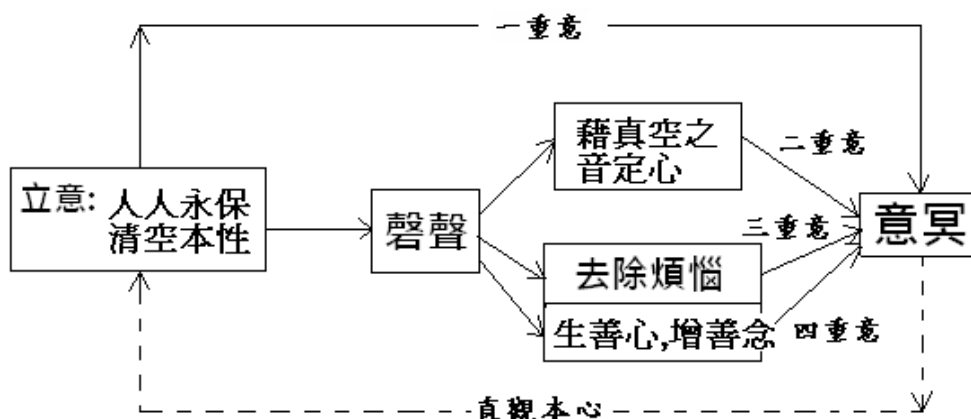 一重意
藉真空之
音定心
二重意
立意: 人人永保
清空本性
磬聲
三重意
意冥
去除煩惱
生善心,增善念
四重意
直觀本心